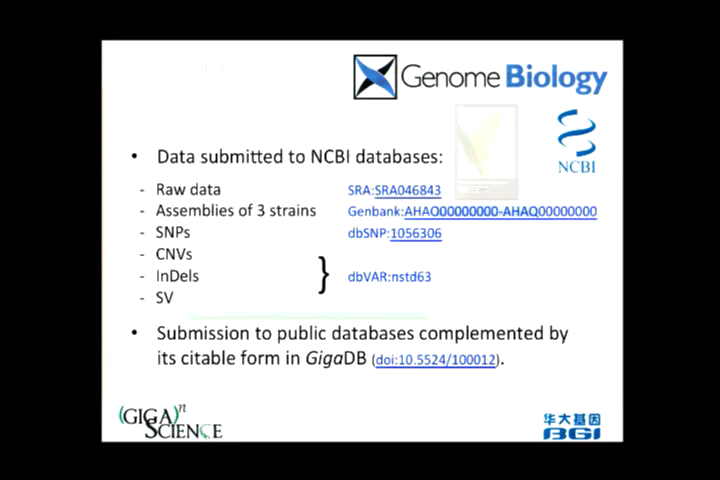 Genome Biology
NCBI
• Data submitted to NCBI databases:
- Raw data SRA:SRA046843
- Assemblies of 3 strains Genbank:AHAO00000000-AHAQ00000000
- SNPs dbSNP:1056306
- CNVs
- InDels } dbVAR:nstd63
- SV
• Submission to public databases complemented by
its citable form in GigaDB (doi:10.5524/100012).
(GIGA)n
SCIENCE
华大基因
BGI